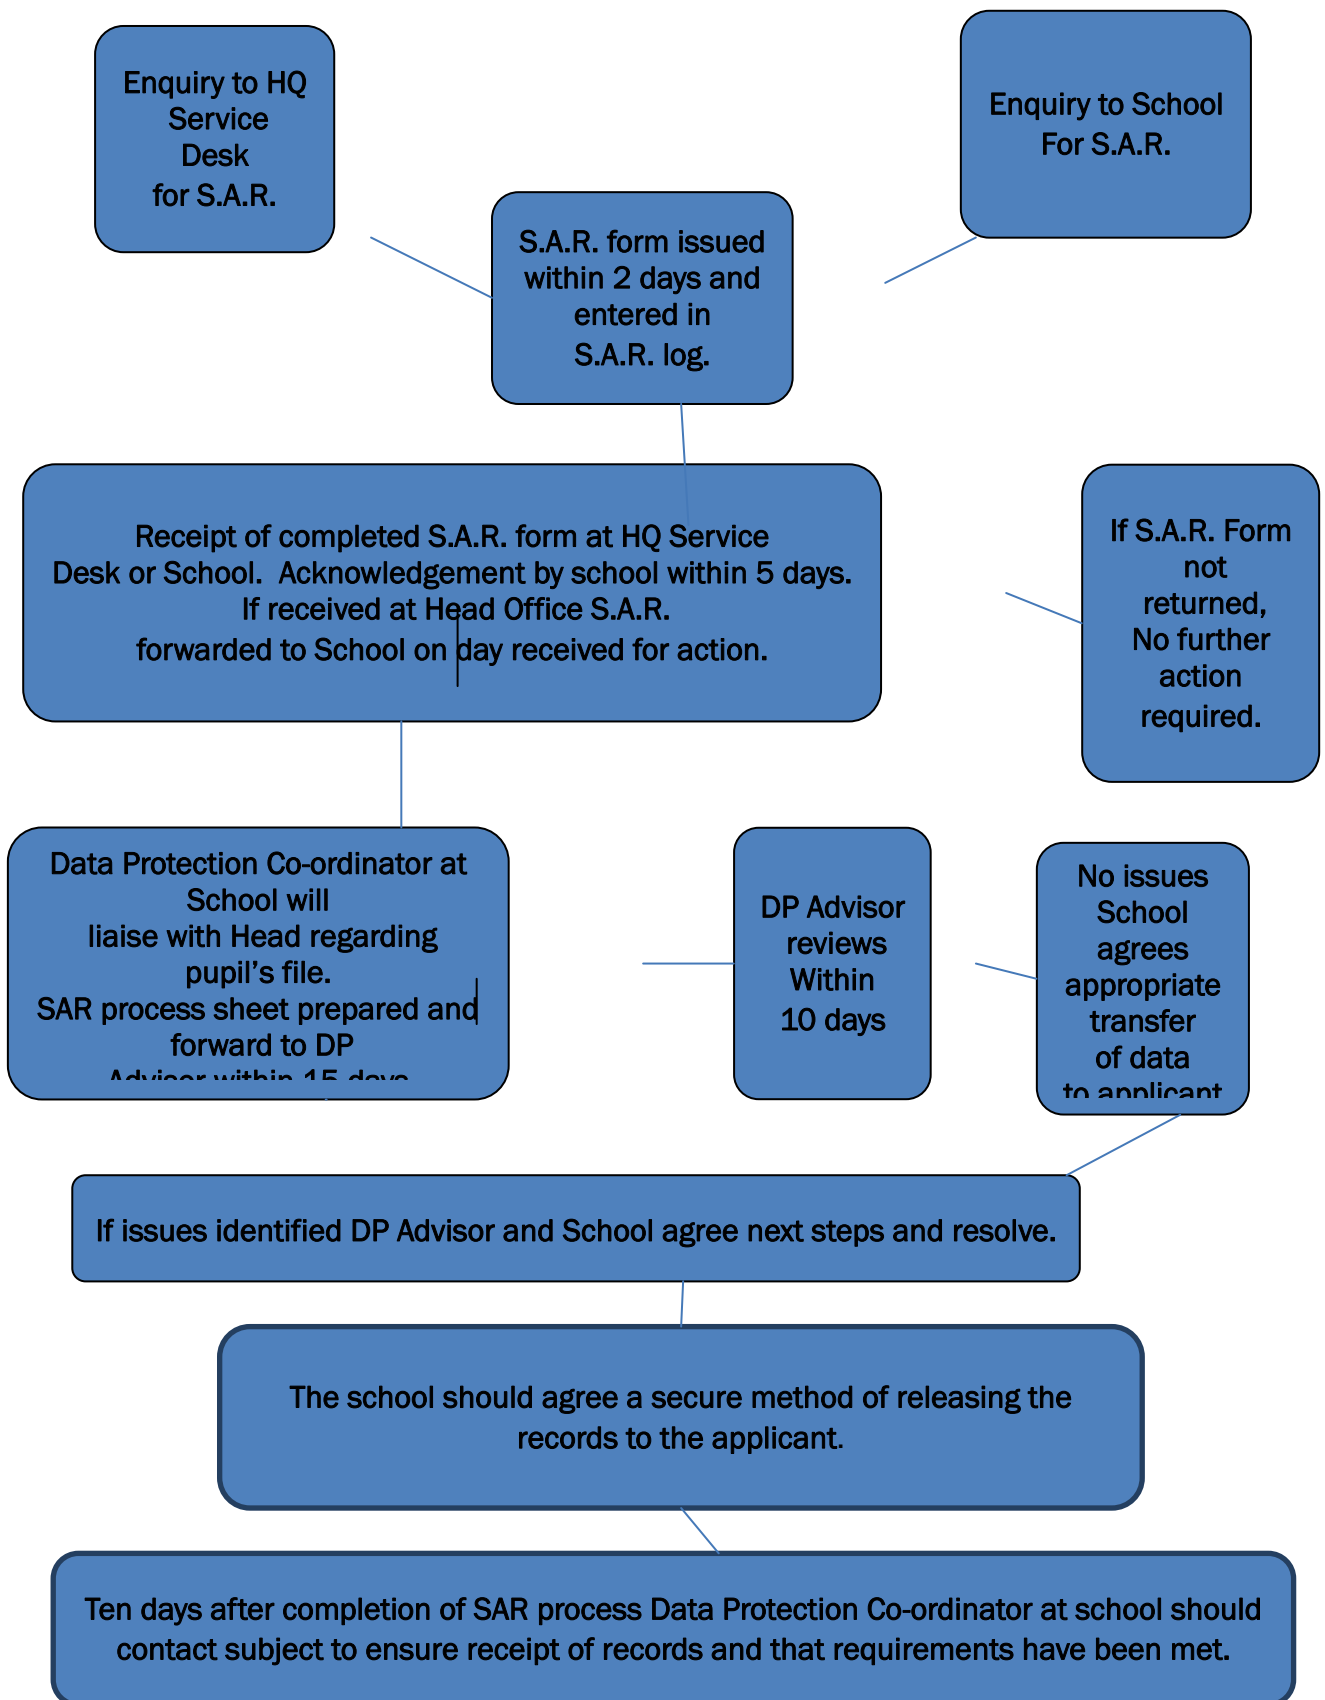 Enquiry to HQ
Service
Desk
for S.A.R.
Enquiry to School
For S.A.R.
S.A.R. form issued
within 2 days and
entered in
S.A.R. log.
Receipt of completed S.A.R. form at HQ Service
Desk or School.  Acknowledgement by school within 5 days.
If received at Head Office S.A.R.
forwarded to School on day received for action.
If S.A.R. Form
not
returned,
No further
action
required.
Data Protection Co-ordinator at
School will
liaise with Head regarding
pupil’s file.
SAR process sheet prepared and
forward to DP
Advisor within 15 days
DP Advisor
reviews
Within
10 days
No issues
School
agrees
appropriate
transfer
of data
to applicant
If issues identified DP Advisor and School agree next steps and resolve.
The school should agree a secure method of releasing the
records to the applicant.
Ten days after completion of SAR process Data Protection Co-ordinator at school should
contact subject to ensure receipt of records and that requirements have been met.